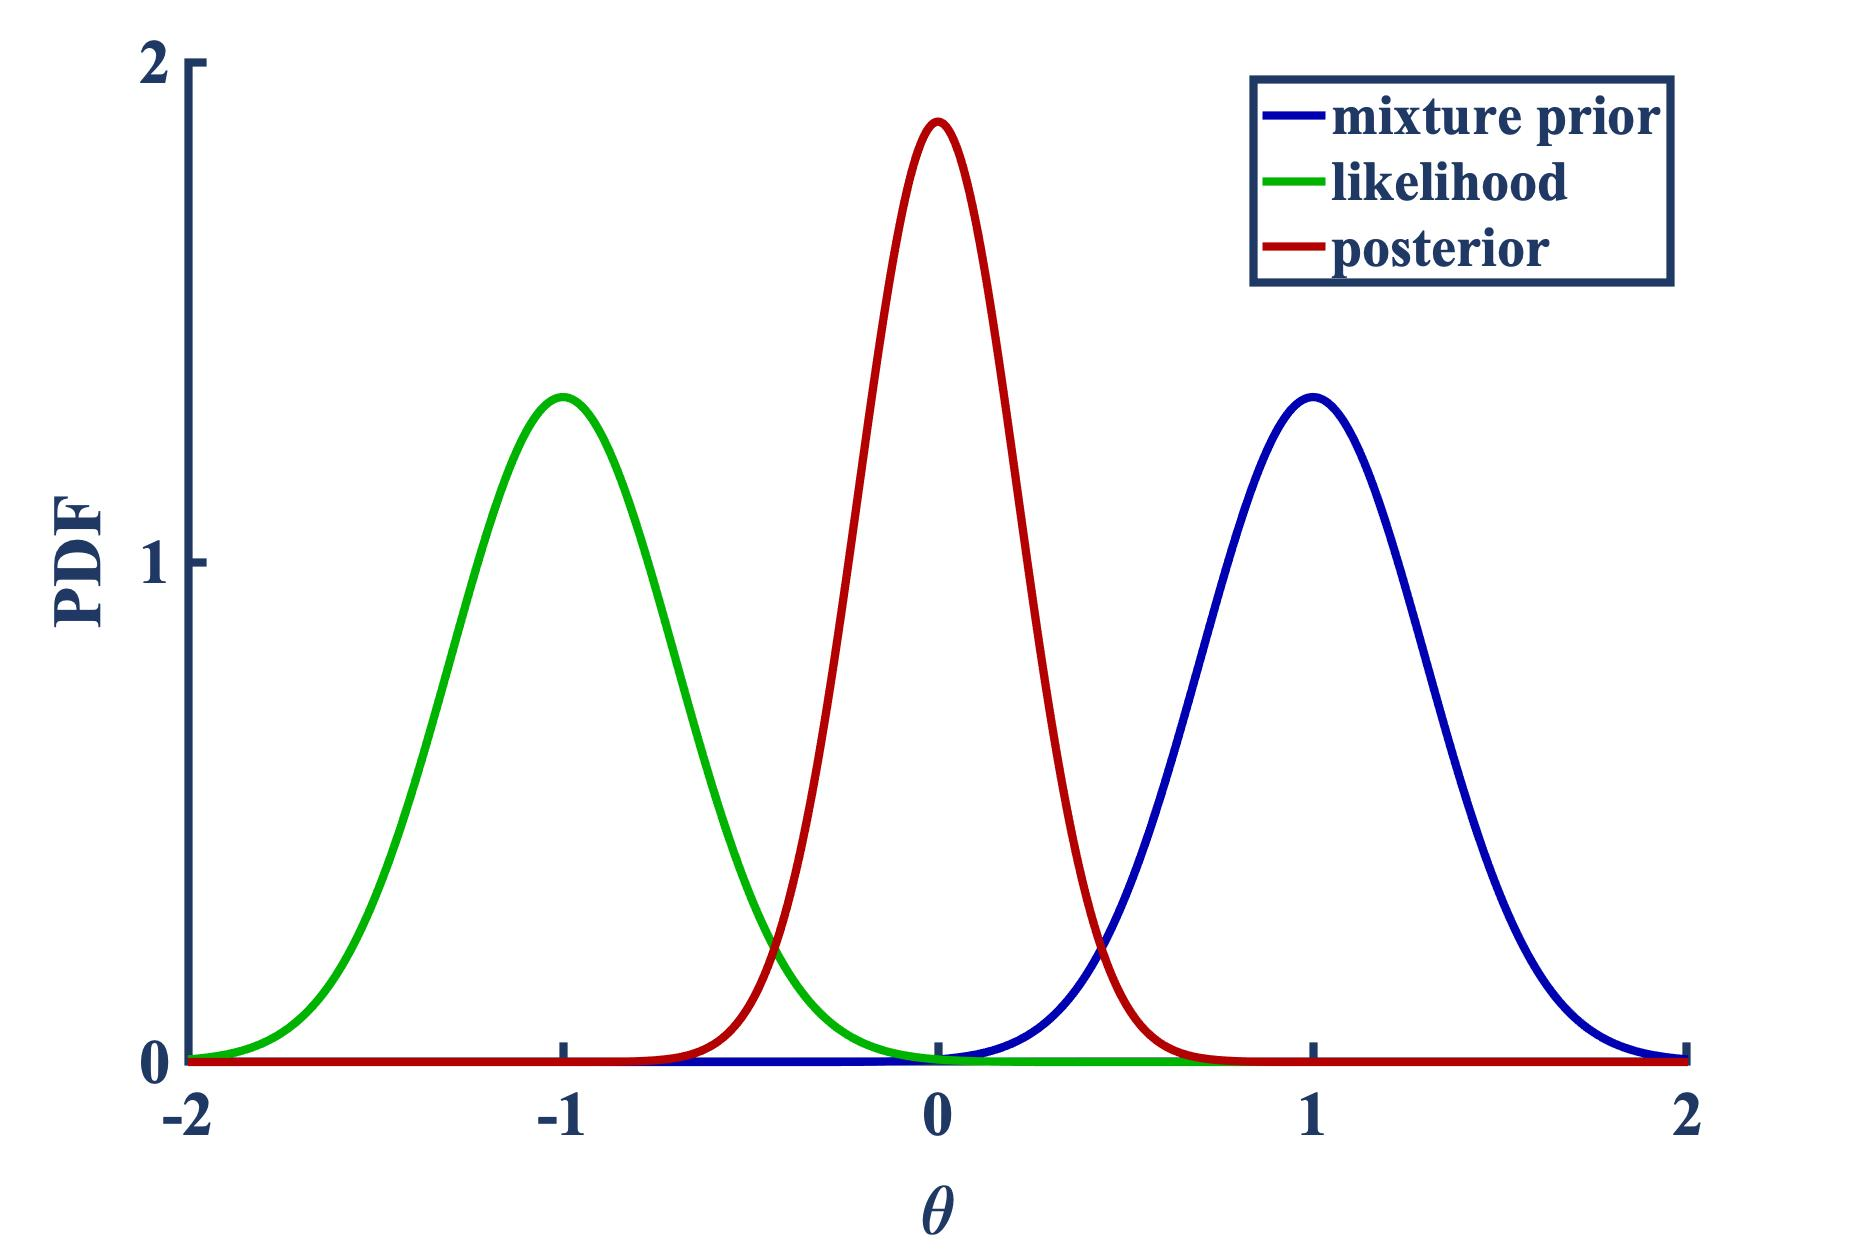 2
mixture prior
likelihood
posterior
PDF
1
0
-2 -1 0 1 2
θ